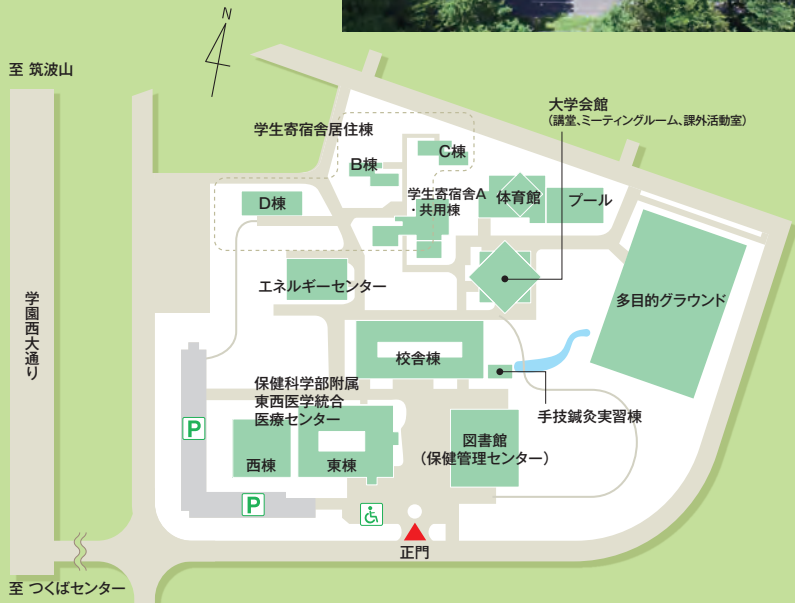 N
至 筑波山
大学会館
(講堂、ミーティングルーム、課外活動室)
学生寄宿舎居住棟
C棟
B棟
学生寄宿舎A
・共用棟
体育館
プール
D棟
エネルギーセンター
学園西大通り
多目的グラウンド
校舎棟
保健科学部附属
東西医学統合
医療センター
手技鍼灸実習棟
P
図書館
(保健管理センター)
西棟
東棟
P
正門
至 つくばセンター